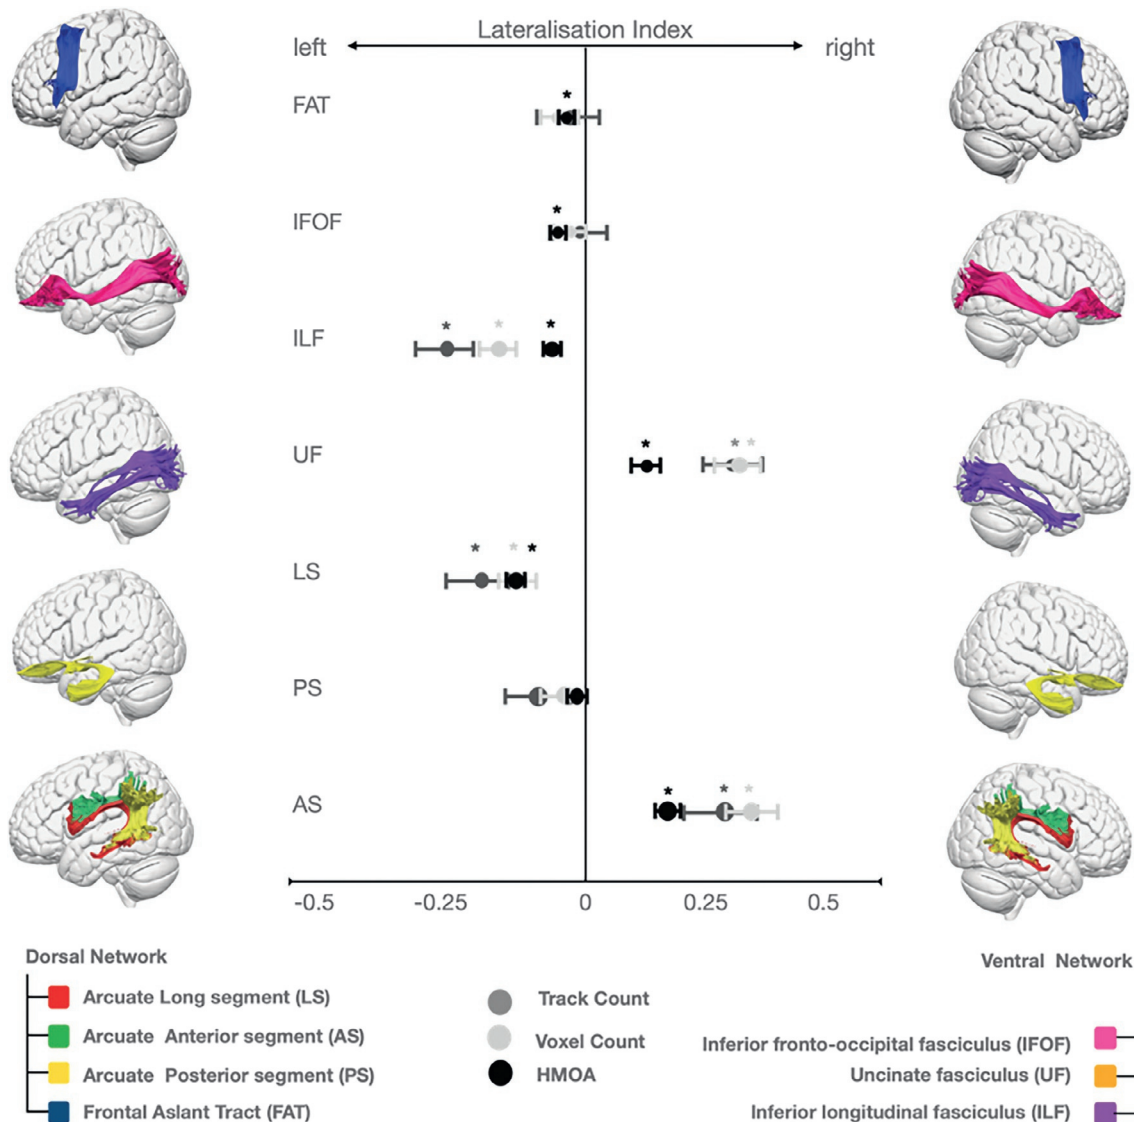 Lateralisation Index
left
right
FAT
*
IFOF
*
ILF
* * *
UF
* * *
LS
* * *
PS
AS
* * *
-0.5 -0.25 0 0.25 0.5
Dorsal Network
Arcuate Long segment (LS)
Arcuate Anterior segment (AS)
Arcuate Posterior segment (PS)
Frontal Aslant Tract (FAT)
Track Count
Voxel Count
HMOA
Ventral Network
Inferior fronto-occipital fasciculus (IFOF)
Uncinate fasciculus (UF)
Inferior longitudinal fasciculus (ILF)